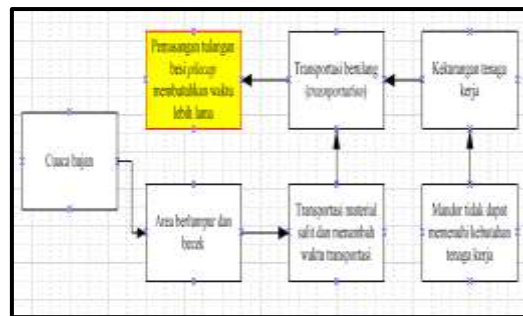 Pemasangan tulangan
besi pilecap
membutuhkan waktu
lebih lama
Transportasi berulang
(transportation)
Kekurangan tenaga
kerja
Cuaca hujan
Area berlumpur dan
becek
Transportasi material
sulit dan menambah
waktu transportasi
Mandor tidak dapat
memenuhi kebutuhan
tenaga kerja